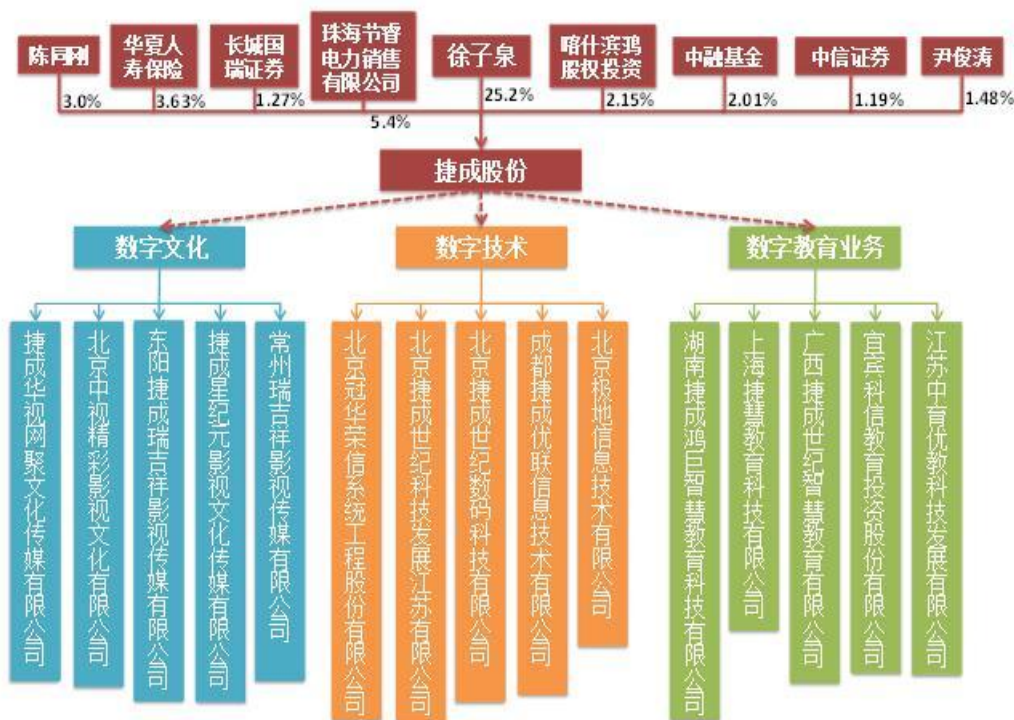 陈同刚
华夏人
寿保险
长城国
瑞证券
珠海节睿
电力销售
有限公司
徐子泉
喀什滨鸿
股权投资
中融基金
中信证券
尹俊涛
3.0%
3.63%
1.27%
5.4%
25.2%
2.15%
2.01%
1.19%
1.48%
捷成股份
数字文化
数字技术
数字教育业务
捷成华视网聚文化传媒有限公司
北京中视精彩影视文化有限公司
东阳捷成瑞吉祥影视传媒有限公司
捷成星纪元影视文化传媒有限公司
常州瑞吉祥影视传媒有限公司
北京冠华荣信系统工程股份有限公司
北京捷成世纪科技发展江苏有限公司
北京捷成世纪数码科技有限公司
成都捷成优联信息技术有限公司
北京极地信息技术有限公司
湖南捷成鸿巨智慧教育科技有限公司
上海捷慧教育科技有限公司
广西捷成世纪智慧教育有限公司
宜宾科信教育投资股份有限公司
江苏中育优教科技发展有限公司